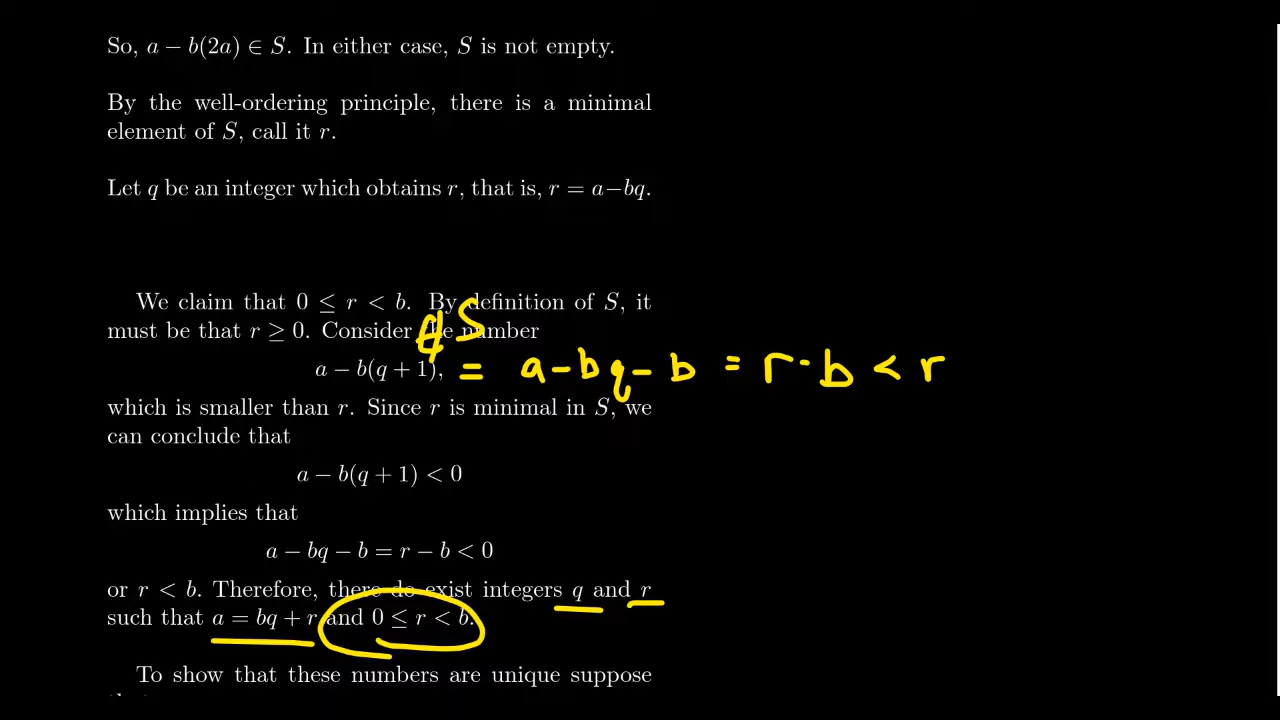 So, a − b(2a) ∈ S. In either case, S is not empty.
By the well-ordering principle, there is a minimal
element of S, call it r.
Let q be an integer which obtains r, that is, r = a−bq.
We claim that 0 ≤ r < b. By definition of S, it
must be that r ≥ 0. Consider the number
∉ S
a − b(q + 1), = a - bq - b = r - b < r
which is smaller than r. Since r is minimal in S, we
can conclude that
a − b(q + 1) < 0
which implies that
a − bq − b = r − b < 0
or r < b. Therefore, there do exist integers q and r
such that a = bq + r and 0 ≤ r < b.
To show that these numbers are unique suppose